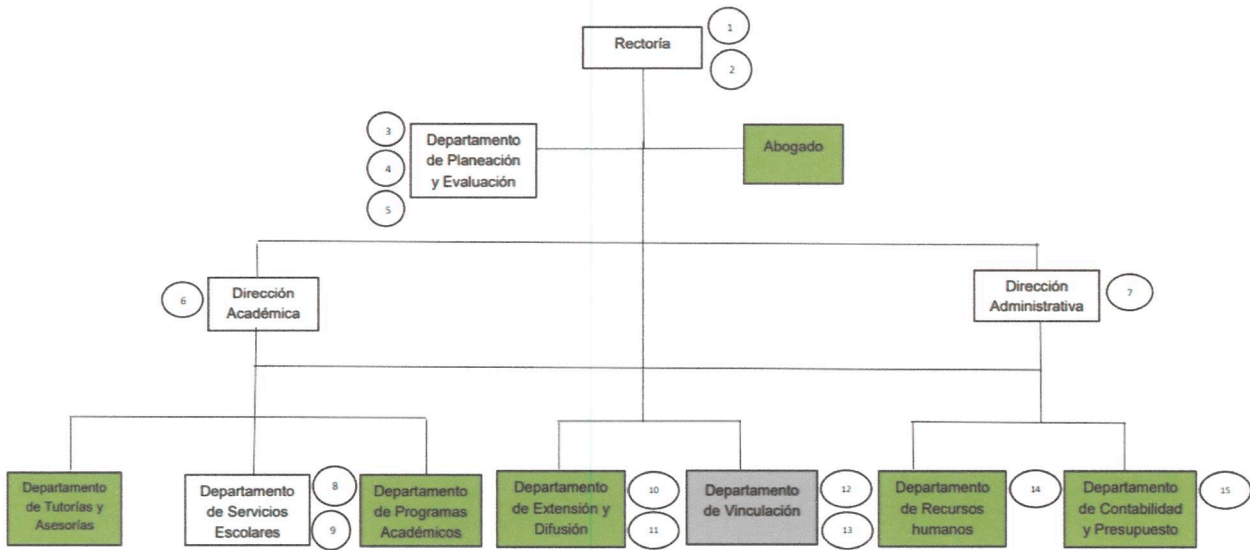 1
Rectoría
2
3
Departamento
de Planeación
y Evaluación
4
5
Abogado
6
Dirección
Académica
Dirección
Administrativa
7
Departamento
de Tutorías y
Asesorías
Departamento
de Servicios
Escolares
8
9
Departamento
de Programas
Académicos
Departamento
de Extensión y
Difusión
10
11
Departamento
de Vinculación
12
13
Departamento
de Recursos
humanos
14
Departamento
de Contabilidad
y Presupuesto
15